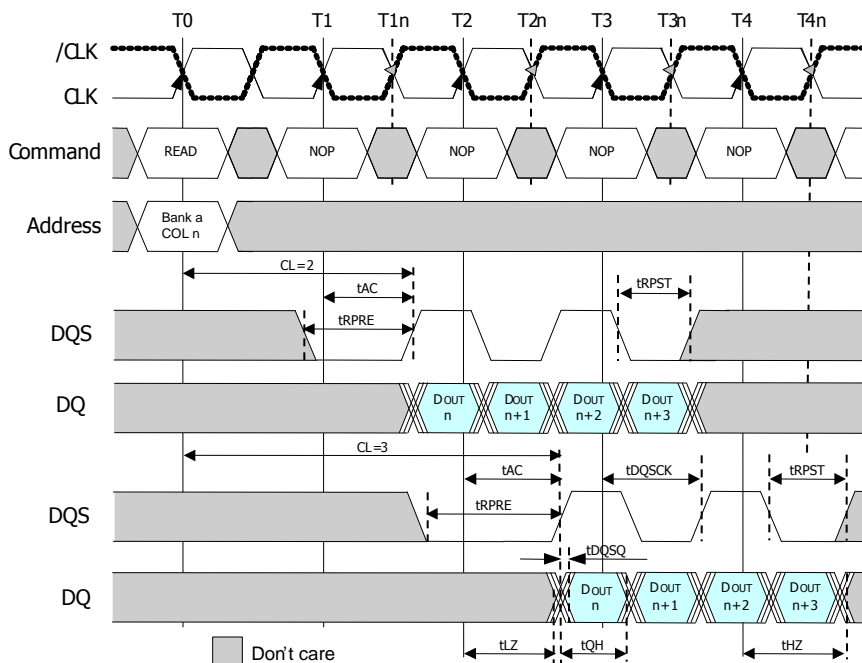 T0 T1 T1n T2 T2n T3 T3n T4 T4n
/CLK
CLK
Command READ NOP NOP NOP NOP
Address Bank a
COL n
CL=2
tAC
tRPRE
tRPST
DQS
DQ DOUT n DOUT n+1 DOUT n+2 DOUT n+3
CL=3
tAC
tDQSCK
tRPST
tRPRE
DQS
tDQSQ
DQ DOUT n DOUT n+1 DOUT n+2 DOUT n+3
tLZ tQH tHZ
Don't care